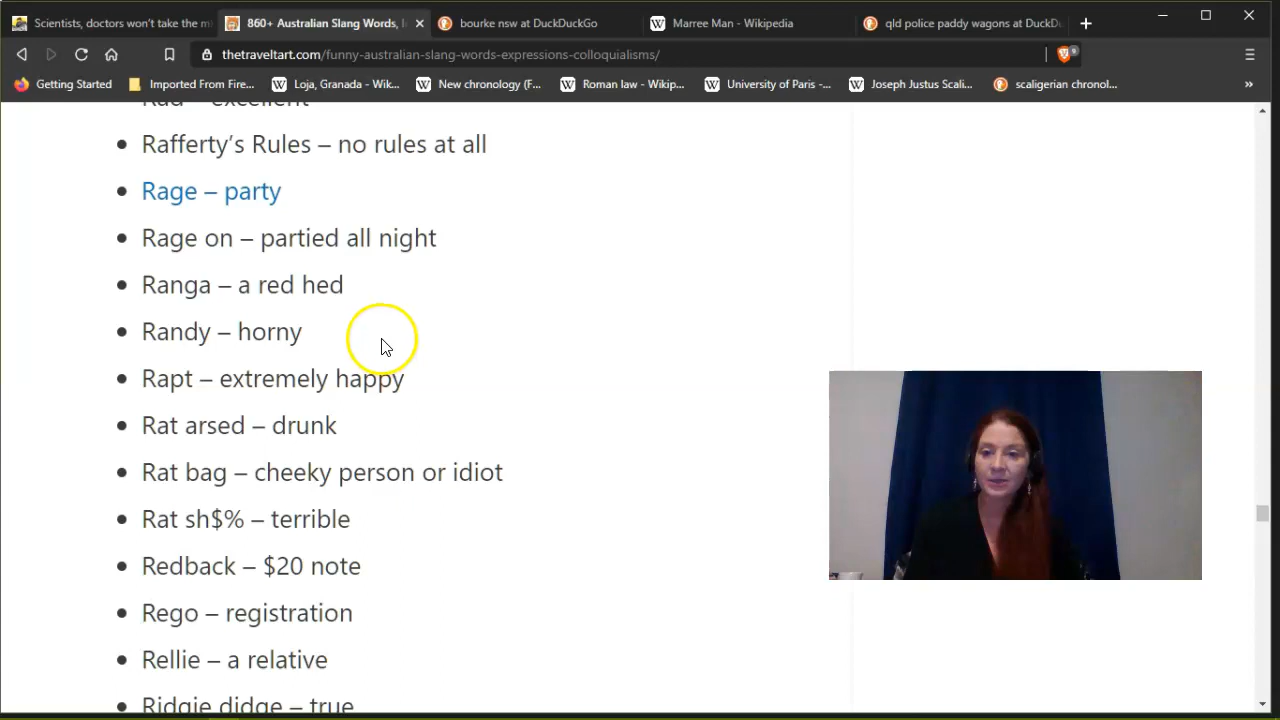 Scientists, doctors won't take the m
860+ Australian Slang Words, I
bourke nsw at DuckDuckGo
Marree Man - Wikipedia
qld police paddy wagons at DuckDu
thetraveltart.com/funny-australian-slang-words-expressions-colloquialisms/
9
Getting Started
Imported From Fire...
Loja, Granada - Wik...
New chronology (F...
Roman law - Wikip...
University of Paris -...
Joseph Justus Scali...
scaligerian chronol...
Rad – excellent
Rafferty's Rules – no rules at all
Rage – party
Rage on – partied all night
Ranga – a red hed
Randy – horny
Rapt – extremely happy
Rat arsed – drunk
Rat bag – cheeky person or idiot
Rat sh$% – terrible
Redback – $20 note
Rego – registration
Rellie – a relative
Ridgie didge – true